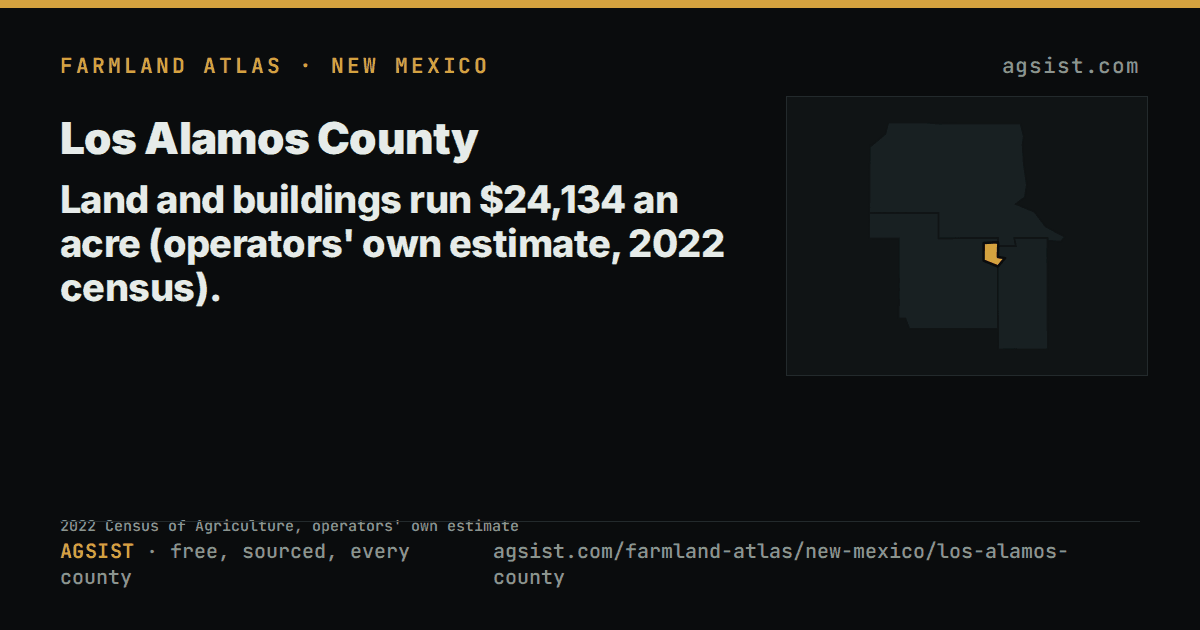 FARMLAND ATLAS · NEW MEXICO
agsist.com
Los Alamos County
Land and buildings run $24,134 an
acre (operators' own estimate, 2022
census).
2022 Census of Agriculture, operators' own estimate
AGSIST · free, sourced, every
county
agsist.com/farmland-atlas/new-mexico/los-alamos-
county